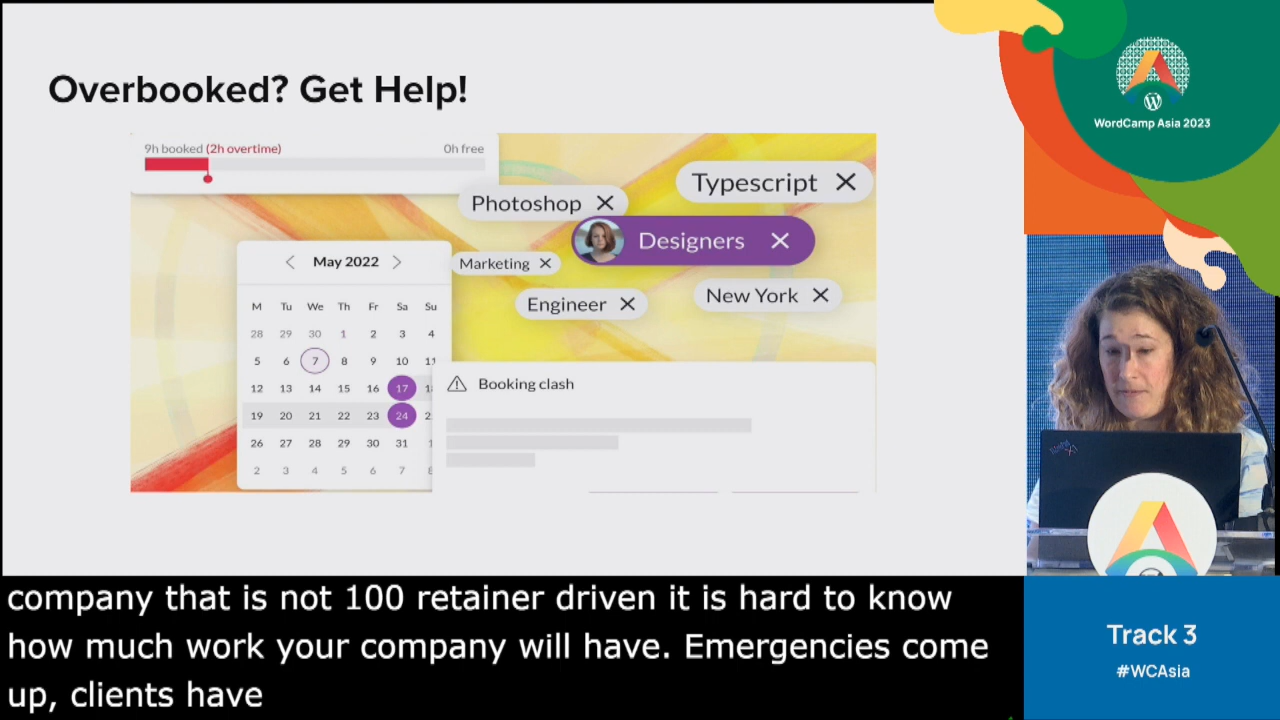 Overbooked? Get Help!
9h booked (2h overtime)
0h free
Photoshop
Typescript
Designers
Marketing
Engineer
New York
May 2022
M Tu We Th Fr Sa Su
28 29 30 1 2 3 4
5 6 7 8 9 10 11
12 13 14 15 16 17
19 20 21 22 23 24
26 27 28 29 30 31
2 3 4 5 6 7
Booking clash
WordCamp Asia 2023
company that is not 100 retainer driven it is hard to know
how much work your company will have. Emergencies come
up, clients have
Track 3
#WCAsia